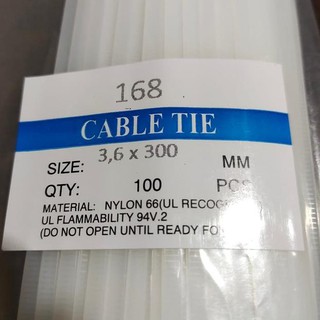 168
CABLE TIE
SIZE: 3,6 x 300 MM
QTY: 100 PCS
MATERIAL: NYLON 66(UL
UL FLAMMABILITY 94V.2
(DO NOT OPEN UNTIL READY